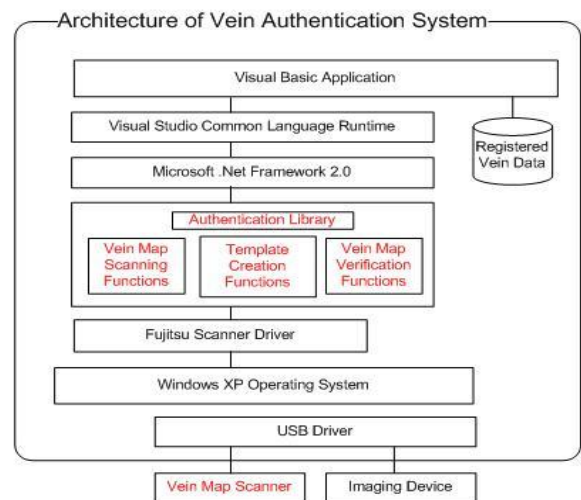 Architecture of Vein Authentication System
Visual Basic Application
Visual Studio Common Language Runtime
Registered
Vein Data
Microsoft .Net Framework 2.0
Authentication Library
Vein Map
Scanning
Functions
Template
Creation
Functions
Vein Map
Verification
Functions
Fujitsu Scanner Driver
Windows XP Operating System
USB Driver
Vein Map Scanner
Imaging Device